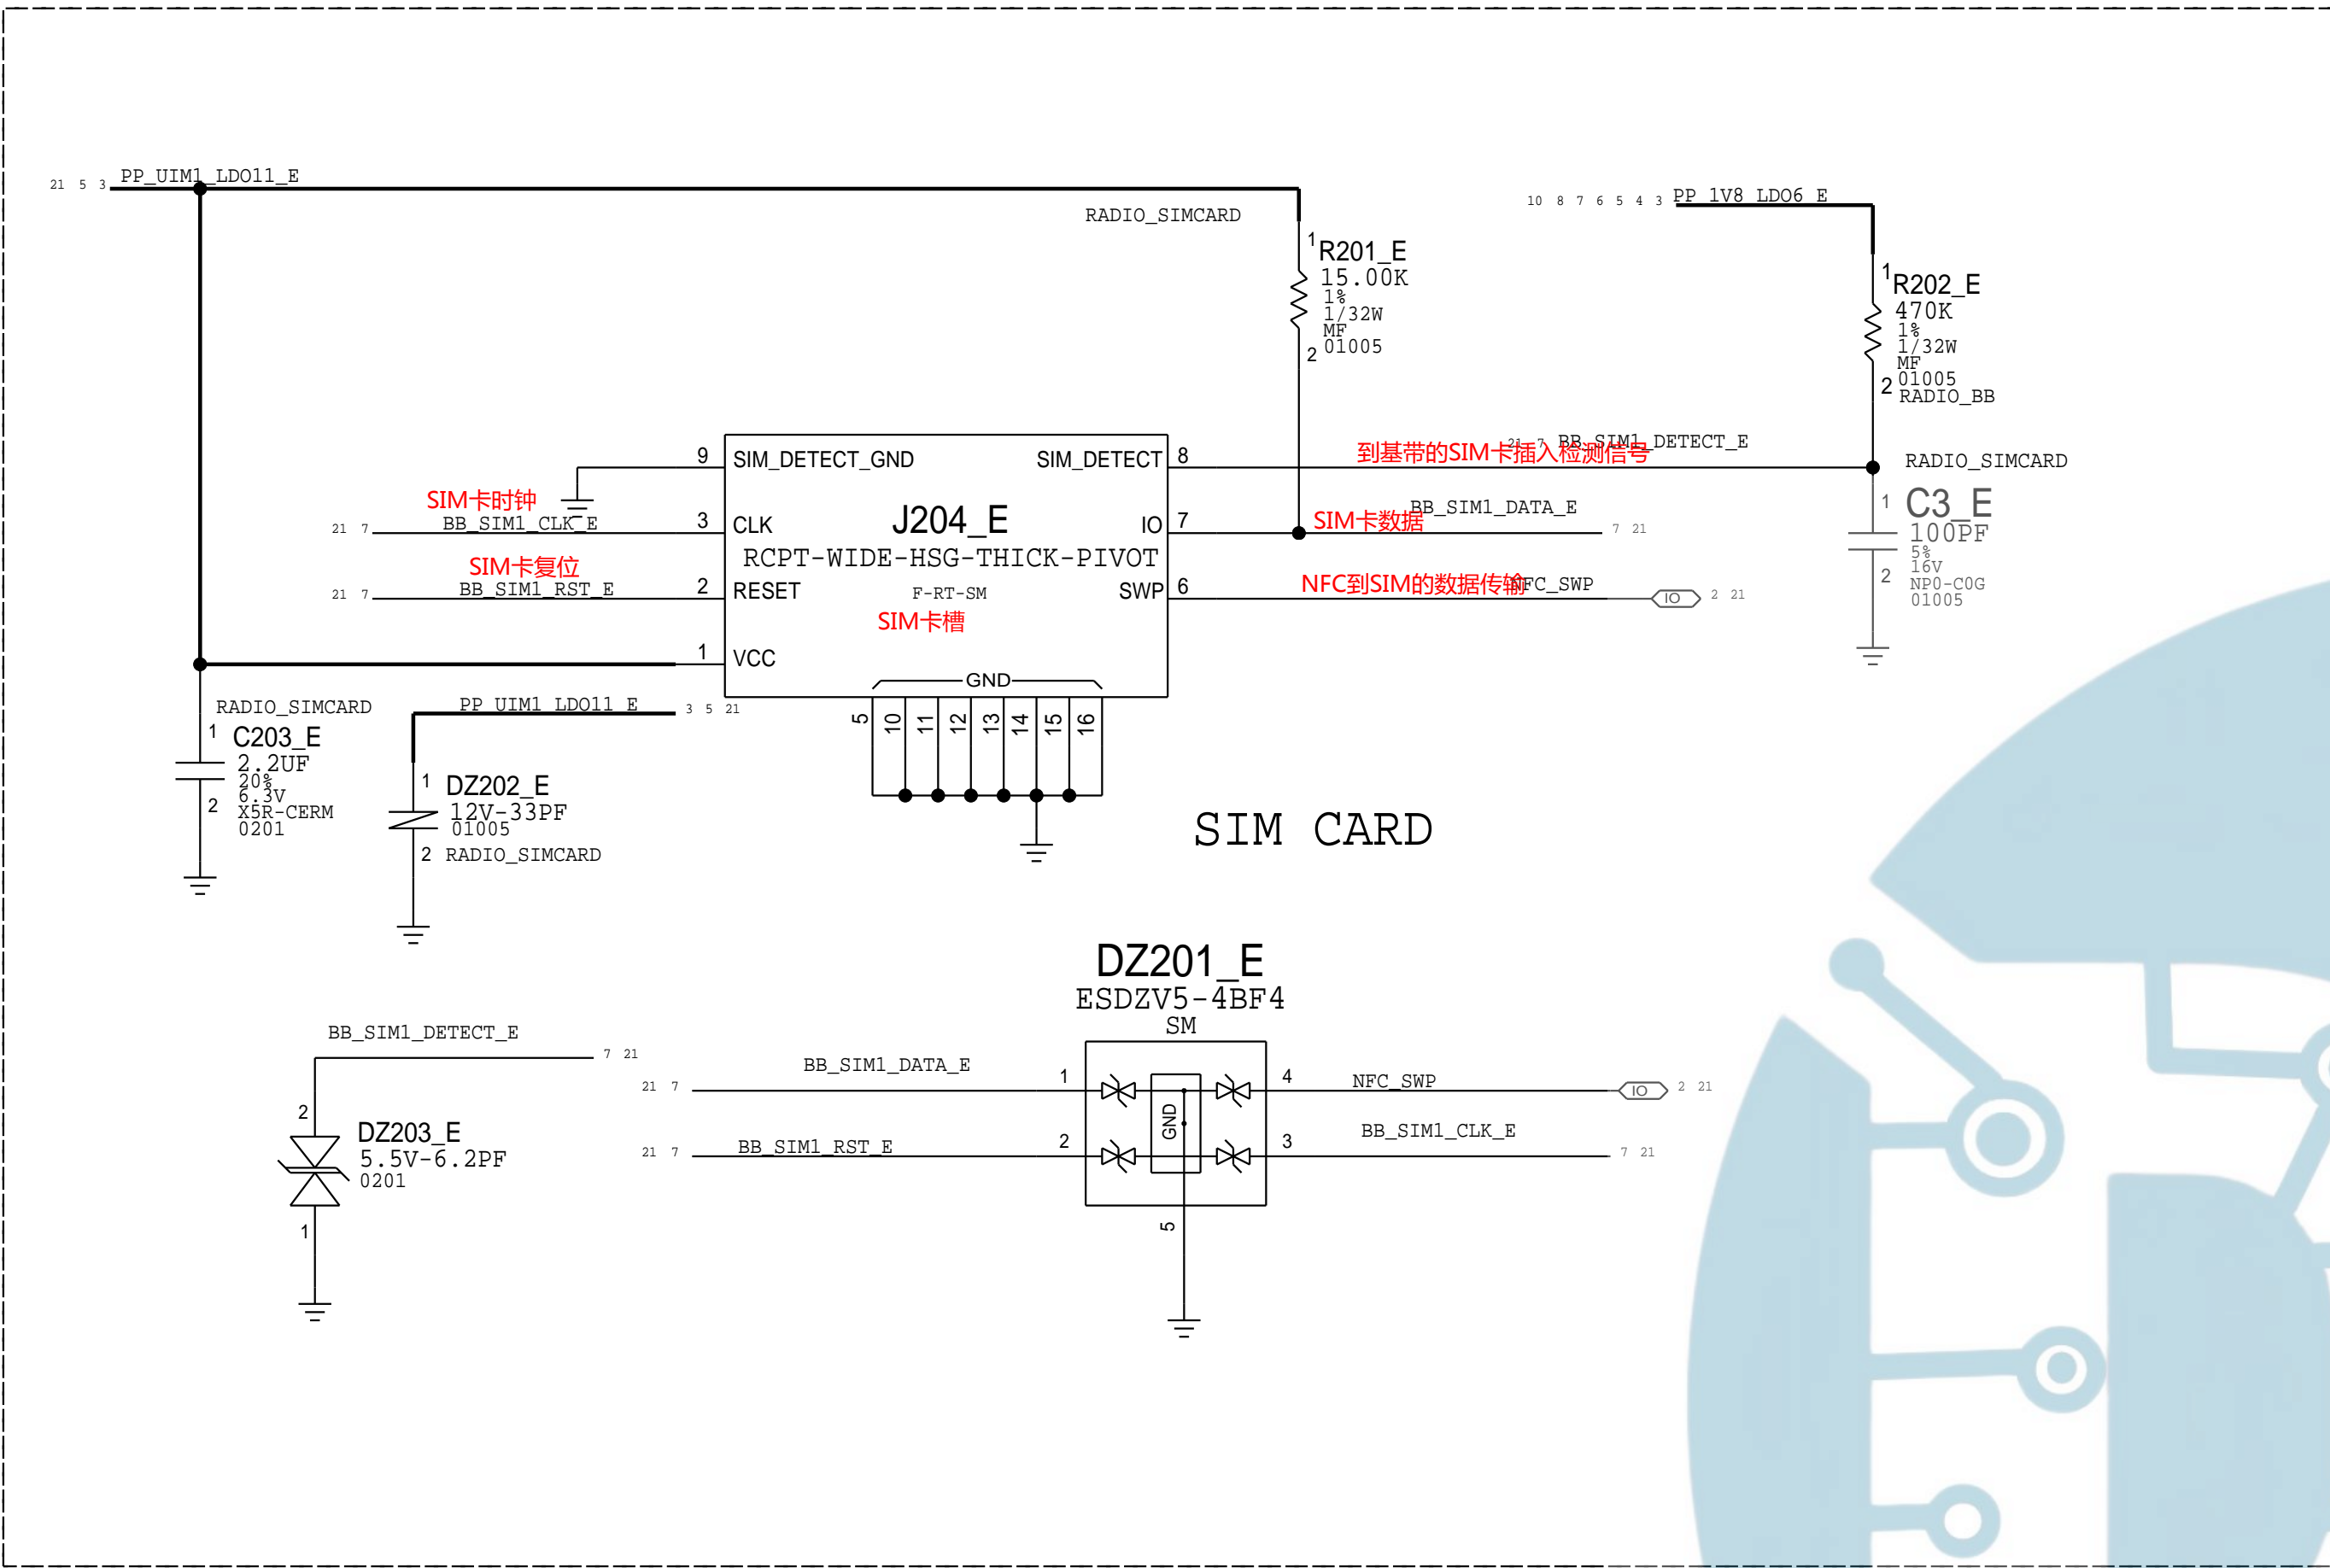 21 5 3 PP_UIM1_LDO11_E
RADIO_SIMCARD
10 8 7 6 5 4 3 PP_1V8_LDO6_E
1
R201_E
15.00K
1%
1/32W
MF
01005
2
1
R202_E
470K
1%
1/32W
MF
01005
2
RADIO_BB
9 SIM_DETECT_GND
SIM_DETECT 8
到基带的SIM卡插入检测信号
21 7 BB_SIM1_DETECT_E
RADIO_SIMCARD
SIM卡时钟
21 7 BB_SIM1_CLK_E
3 CLK
J204_E
IO 7
SIM卡数据
BB_SIM1_DATA_E
7 21
1
C3_E
100PF
5%
16V
NP0-C0G
01005
2
RCPT-WIDE-HSG-THICK-PIVOT
SIM卡复位
21 7 BB_SIM1_RST_E
2 RESET
F-RT-SM
SWP 6
NFC到SIM的数据传输
NFC_SWP
IO 2 21
SIM卡槽
1 VCC
GND
5 10 11 12 13 14 15 16
RADIO_SIMCARD
1
C203_E
2.2UF
20%
6.3V
X5R-CERM
0201
2
PP_UIM1_LDO11_E 3 5 21
1
DZ202_E
12V-33PF
01005
2 RADIO_SIMCARD
SIM CARD
DZ201_E
ESDZV5-4BF4
SM
BB_SIM1_DETECT_E
7 21
2
DZ203_E
5.5V-6.2PF
0201
1
21 7 BB_SIM1_DATA_E 1
4 NFC_SWP IO 2 21
GND
21 7 BB_SIM1_RST_E 2
3 BB_SIM1_CLK_E 7 21
5